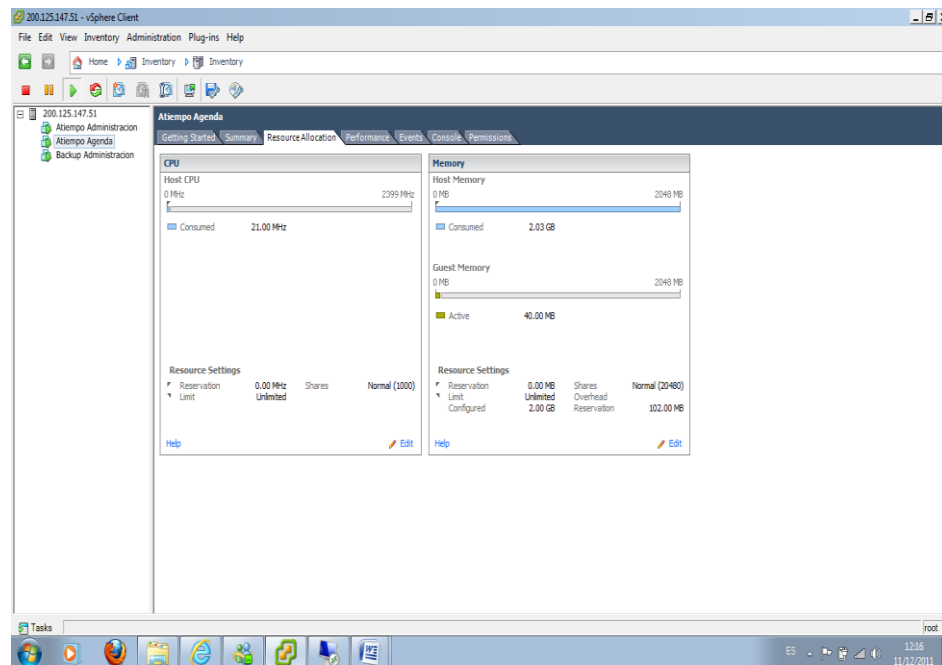 200.125.147.51 - vSphere Client
File Edit View Inventory Administration Plug-ins Help
Home Inventory Inventory
200.125.147.51
Atiempo Administracion
Atiempo Agenda
Backup Administracion
Atiempo Agenda
Getting Started Summary Resource Allocation Performance Events Console Permissions
CPU
Host CPU
0 MHz 2399 MHz
Consumed 21.00 MHz
Resource Settings
Reservation 0.00 MHz Shares Normal (1000)
Limit Unlimited
Help Edit
Memory
Host Memory
0 MB 2048 MB
Consumed 2.03 GB
Guest Memory
0 MB 2048 MB
Active 40.00 MB
Resource Settings
Reservation 0.00 MB Shares Normal (20480)
Limit Unlimited Overhead
Configured 2.00 GB Reservation 102.00 MB
Help Edit
Tasks root
ES 12:16
11/12/2011